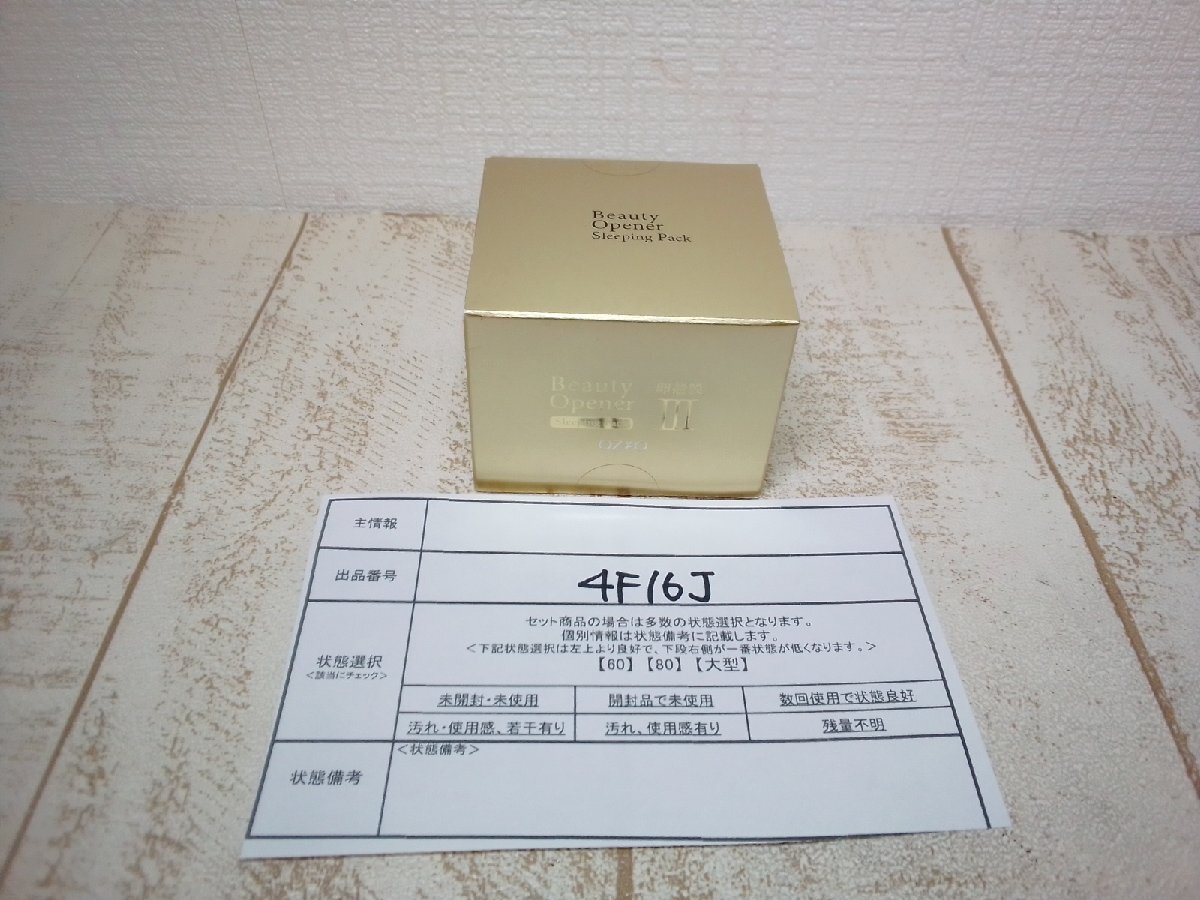 Beauty
Opener
Sleeping Pack
Beauty
Opener
OZIO
主情報
出品番号
4F16J
状態選択
<該当にチェック>
セット商品の場合は多数の状態選択となります。
個別情報は状態備考に記載します。
<下記状態選択は左上より良好で、下段右側が一番状態が低くなります。>
【60】【80】【大型】
未開封・未使用
開封品で未使用
数回使用で状態良好
汚れ・使用感、若干有り
汚れ、使用感有り
残量不明
状態備考
<状態備考>